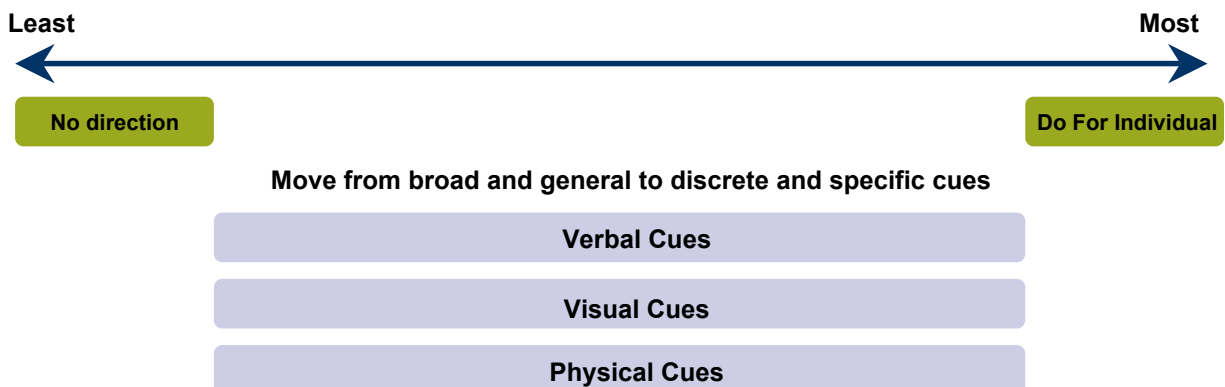 Least
Most
No direction
Do For Individual
Move from broad and general to discrete and specific cues
Verbal Cues
Visual Cues
Physical Cues